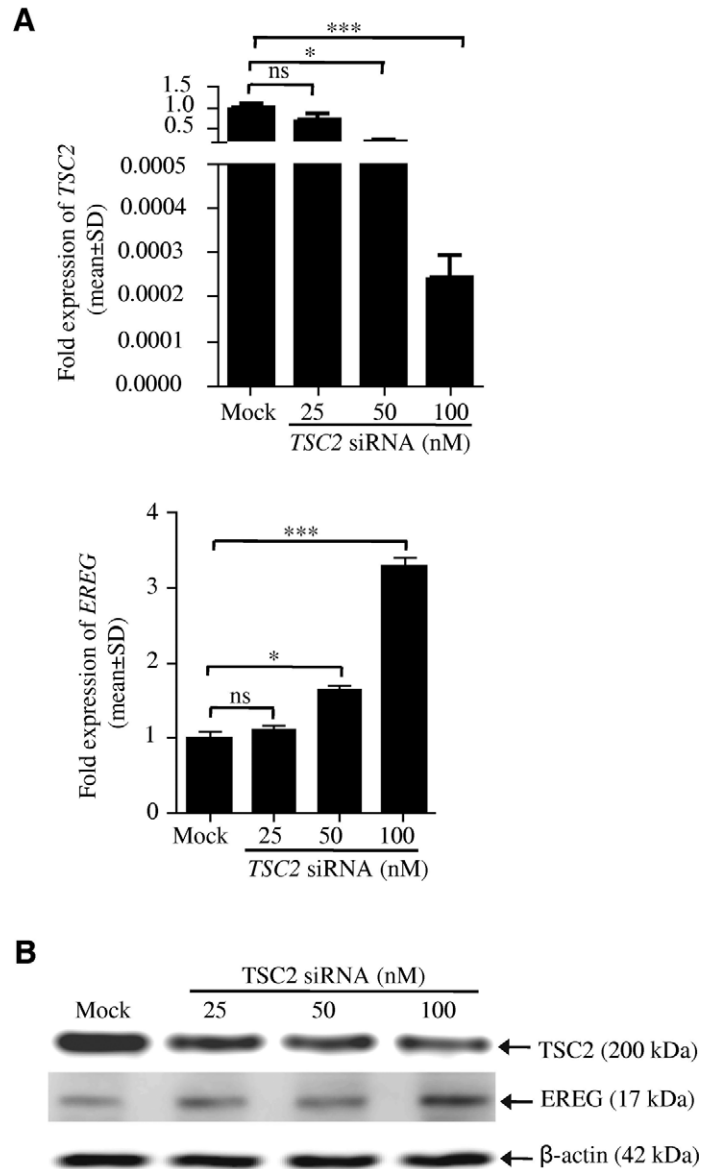 A
***
*
ns
1.5
1.0
0.5
0.0005
0.0004
0.0003
0.0002
0.0001
0.0000
Fold expression of TSC2
(mean±SD)
Mock 25 50 100
TSC2 siRNA (nM)
4
3
2
1
0
***
*
ns
Fold expression of EREG
(mean±SD)
Mock 25 50 100
TSC2 siRNA (nM)
B
TSC2 siRNA (nM)
Mock 25 50 100
TSC2 (200 kDa)
EREG (17 kDa)
β-actin (42 kDa)